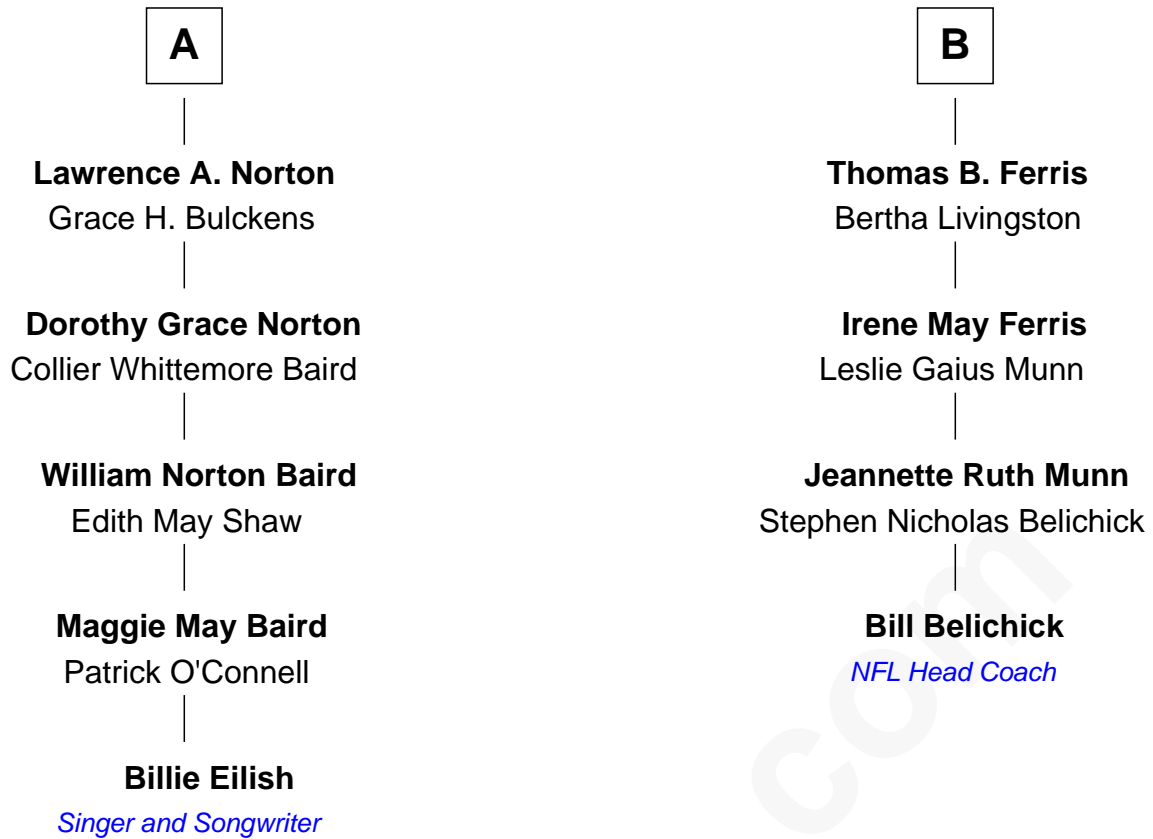 A
Lawrence A. Norton
Grace H. Bulckens
Dorothy Grace Norton
Collier Whittemore Baird
William Norton Baird
Edith May Shaw
Maggie May Baird
Patrick O'Connell
Billie Eilish
Singer and Songwriter
B
Thomas B. Ferris
Bertha Livingston
Irene May Ferris
Leslie Gaius Munn
Jeannette Ruth Munn
Stephen Nicholas Belichick
Bill Belichick
NFL Head Coach
com